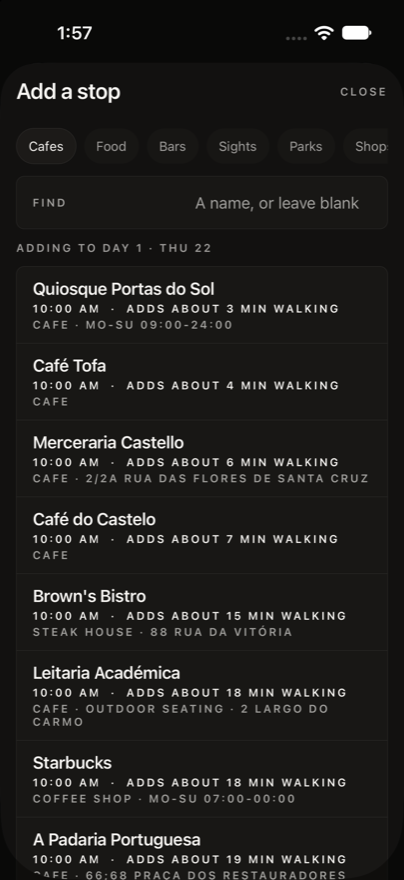 1:57
Add a stop
CLOSE
Cafes Food Bars Sights Parks Shops
FIND A name, or leave blank
ADDING TO DAY 1 · THU 22
Quiosque Portas do Sol
10:00 AM · ADDS ABOUT 3 MIN WALKING
CAFE · MO-SU 09:00-24:00
Café Tofa
10:00 AM · ADDS ABOUT 4 MIN WALKING
CAFE
Merceraria Castello
10:00 AM · ADDS ABOUT 6 MIN WALKING
CAFE · 2/2A RUA DAS FLORES DE SANTA CRUZ
Café do Castelo
10:00 AM · ADDS ABOUT 7 MIN WALKING
CAFE
Brown's Bistro
10:00 AM · ADDS ABOUT 15 MIN WALKING
STEAK HOUSE · 88 RUA DA VITÓRIA
Leitaria Académica
10:00 AM · ADDS ABOUT 18 MIN WALKING
CAFE · OUTDOOR SEATING · 2 LARGO DO
CARMO
Starbucks
10:00 AM · ADDS ABOUT 18 MIN WALKING
COFFEE SHOP · MO-SU 07:00-00:00
A Padaria Portuguesa
10:00 AM · ADDS ABOUT 19 MIN WALKING
CAFE · 66;68 PRAÇA DOS RESTAURADORES